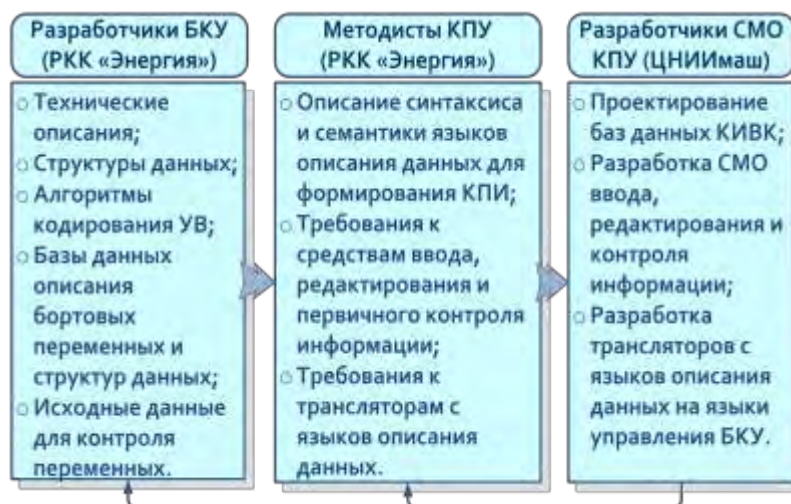 Разработчики БКУ
(РКК «Энергия»)
Технические
описания;
Структуры данных;
Алгоритмы
кодирования УВ;
Базы данных
описания
бортовых
переменных и
структур данных;
Исходные данные
для контроля
переменных.
Методисты КПУ
(РКК «Энергия»)
Описание синтаксиса
и семантики языков
описания данных для
формирования КПИ;
Требования к
средствам ввода,
редактирования и
первичного контроля
информации;
Требования к
трансляторам с
языков описания
данных.
Разработчики СМО
КПУ (ЦНИИмаш)
Проектирование
баз данных КИВК;
Разработка СМО
ввода,
редактирования и
контроля
информации;
Разработка
трансляторов с
языков описания
данных на языки
управления БКУ.